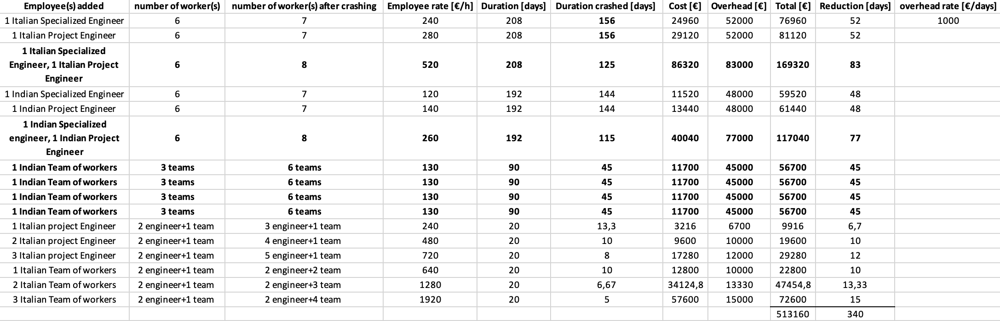 Employee(s) added number of worker(s) number of worker(s) after crashing Employee rate [€/h] Duration [days] Duration crashed [days] Cost [€] Overhead [€] Total [€] Reduction [days] overhead rate [€/days]
1 Italian Specialized Engineer 6 7 240 208 156 24960 52000 76960 52 1000
1 Italian Project Engineer 6 7 280 208 156 29120 52000 81120 52
1 Italian Specialized
Engineer, 1 Italian Project 6 8 520 208 125 86320 83000 169320 83
Engineer
1 Indian Specialized Engineer 6 7 120 192 144 11520 48000 59520 48
1 Indian Project Engineer 6 7 140 192 144 13440 48000 61440 48
1 Indian Specialized
engineer, 1 Indian Project 6 8 260 192 115 40040 77000 117040 77
Engineer
1 Indian Team of workers 3 teams 6 teams 130 90 45 11700 45000 56700 45
1 Indian Team of workers 3 teams 6 teams 130 90 45 11700 45000 56700 45
1 Indian Team of workers 3 teams 6 teams 130 90 45 11700 45000 56700 45
1 Indian Team of workers 3 teams 6 teams 130 90 45 11700 45000 56700 45
1 Italian project Engineer 2 engineer+1 team 3 engineer+1 team 240 20 13,3 3216 6700 9916 6,7
2 Italian project Engineer 2 engineer+1 team 4 engineer+1 team 480 20 10 9600 10000 19600 10
3 Italian project Engineer 2 engineer+1 team 5 engineer+1 team 720 20 8 17280 12000 29280 12
1 Italian Team of workers 2 engineer+1 team 2 engineer+2 team 640 20 10 12800 10000 22800 10
2 Italian Team of workers 2 engineer+1 team 2 engineer+3 team 1280 20 6,67 34124,8 13330 47454,8 13,33
3 Italian Team of workers 2 engineer+1 team 2 engineer+4 team 1920 20 5 57600 15000 72600 15
513160 340